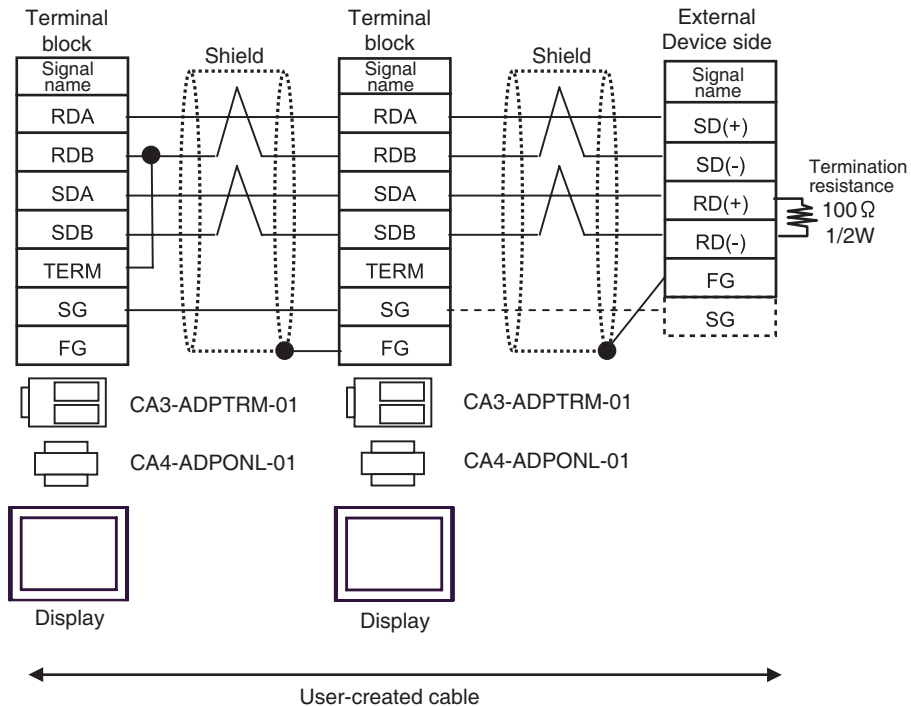 Terminal
block
Signal
name
RDA
RDB
SDA
SDB
TERM
SG
FG
Shield
Terminal
block
Signal
name
RDA
RDB
SDA
SDB
TERM
SG
FG
Shield
External
Device side
Signal
name
SD(+)
SD(-)
RD(+)
RD(-)
FG
SG
Termination
resistance
100Ω
1/2W
CA3-ADPTRM-01
CA3-ADPTRM-01
CA4-ADPONL-01
CA4-ADPONL-01
Display
Display
User-created cable